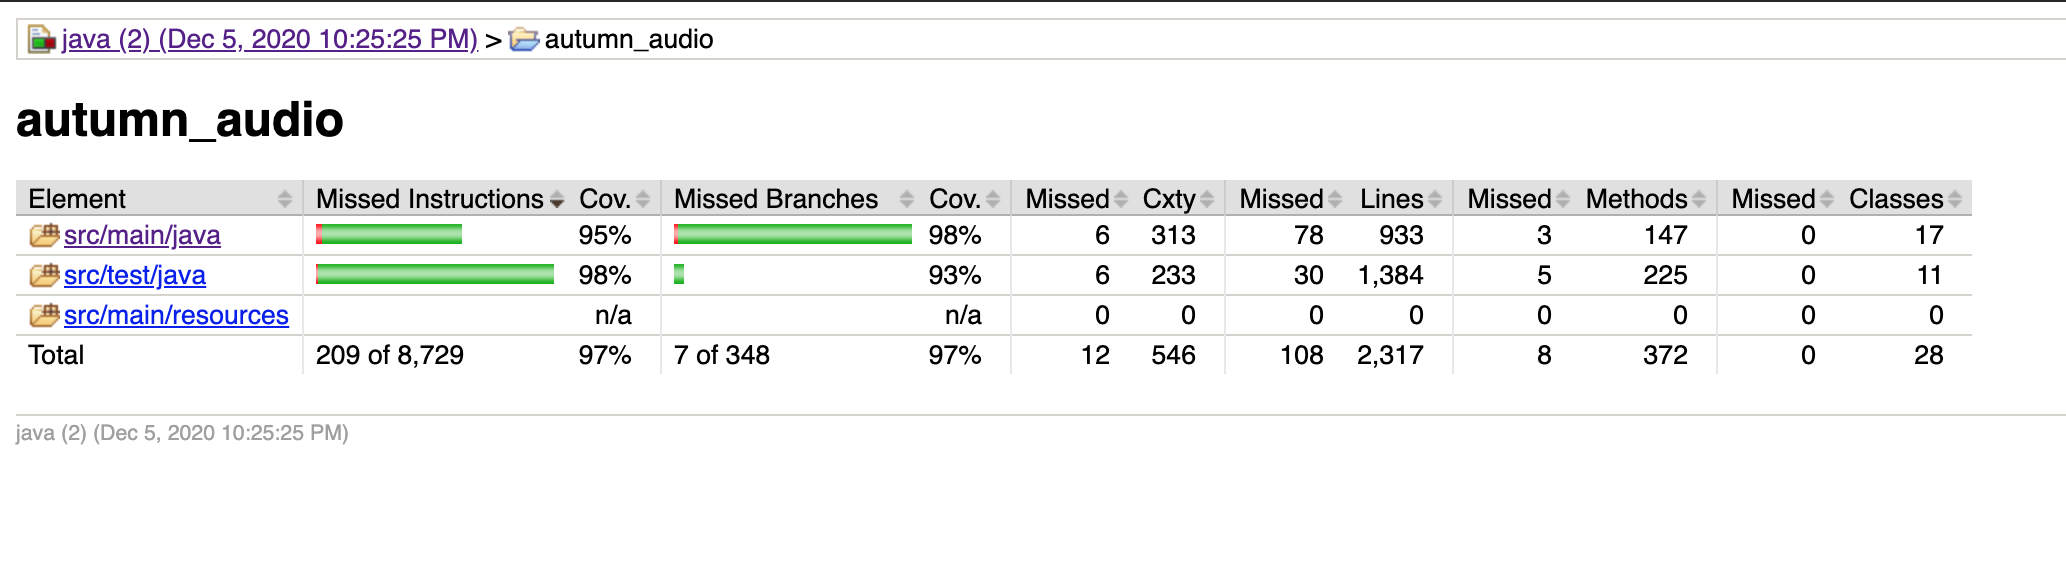 java (2) (Dec 5, 2020 10:25:25 PM) > autumn_audio
autumn_audio
Element Missed Instructions Cov. Missed Branches Cov. Missed Cxty Missed Lines Missed Methods Missed Classes
src/main/java 95% 98% 6 313 78 933 3 147 0 17
src/test/java 98% 93% 6 233 30 1,384 5 225 0 11
src/main/resources n/a n/a 0 0 0 0 0 0 0 0
Total 209 of 8,729 97% 7 of 348 97% 12 546 108 2,317 8 372 0 28
java (2) (Dec 5, 2020 10:25:25 PM)